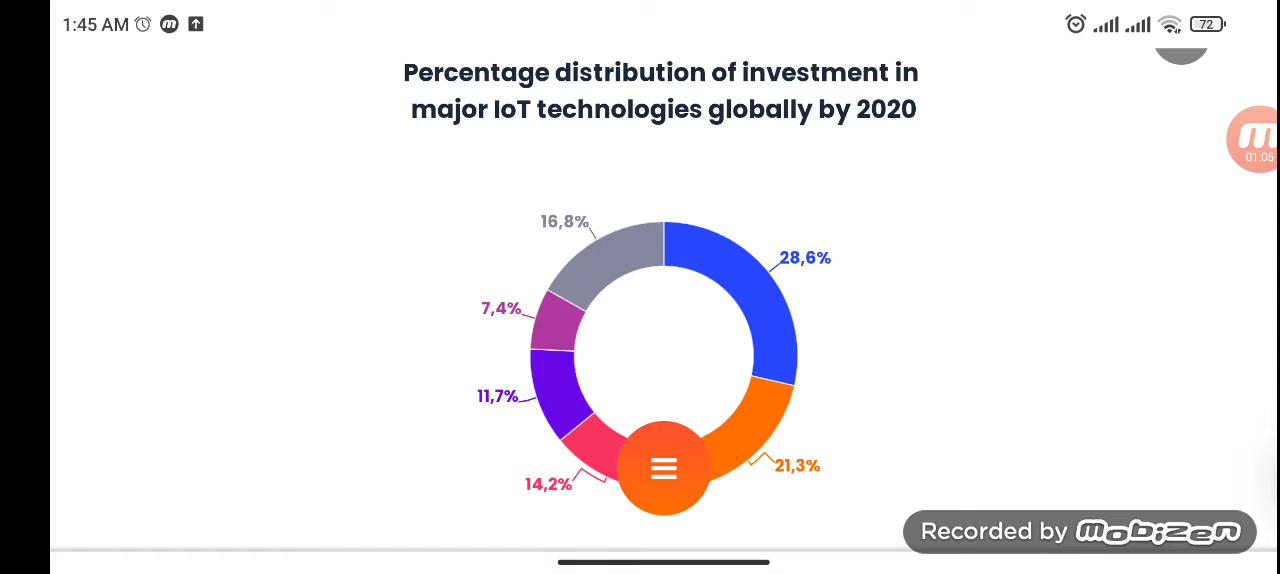 1:45 AM
72
Percentage distribution of investment in
major IoT technologies globally by 2020
01:05
16,8%
28,6%
7,4%
11,7%
21,3%
14,2%
Recorded by mobizen